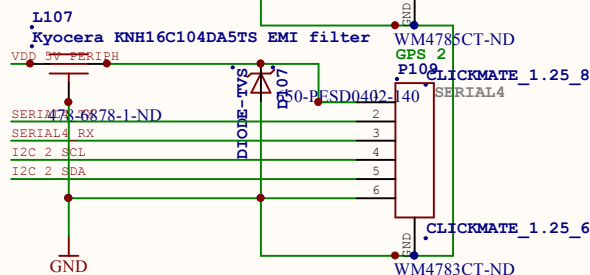 GND
L107
Kyocera KNH16C104DA5TS EMI filter
WM4785CT-ND
GPS 2
VDD 5V PERIPH
P109
CLICKMATE_1.25_8
DIODE-TVS
D107
650-PESD0402-140
SERIAL4
1
478-6878-1-ND
2
SERIAL4 RX
3
I2C 2 SCL
4
I2C 2 SDA
5
6
GND
CLICKMATE_1.25_6
GND
WM4783CT-ND